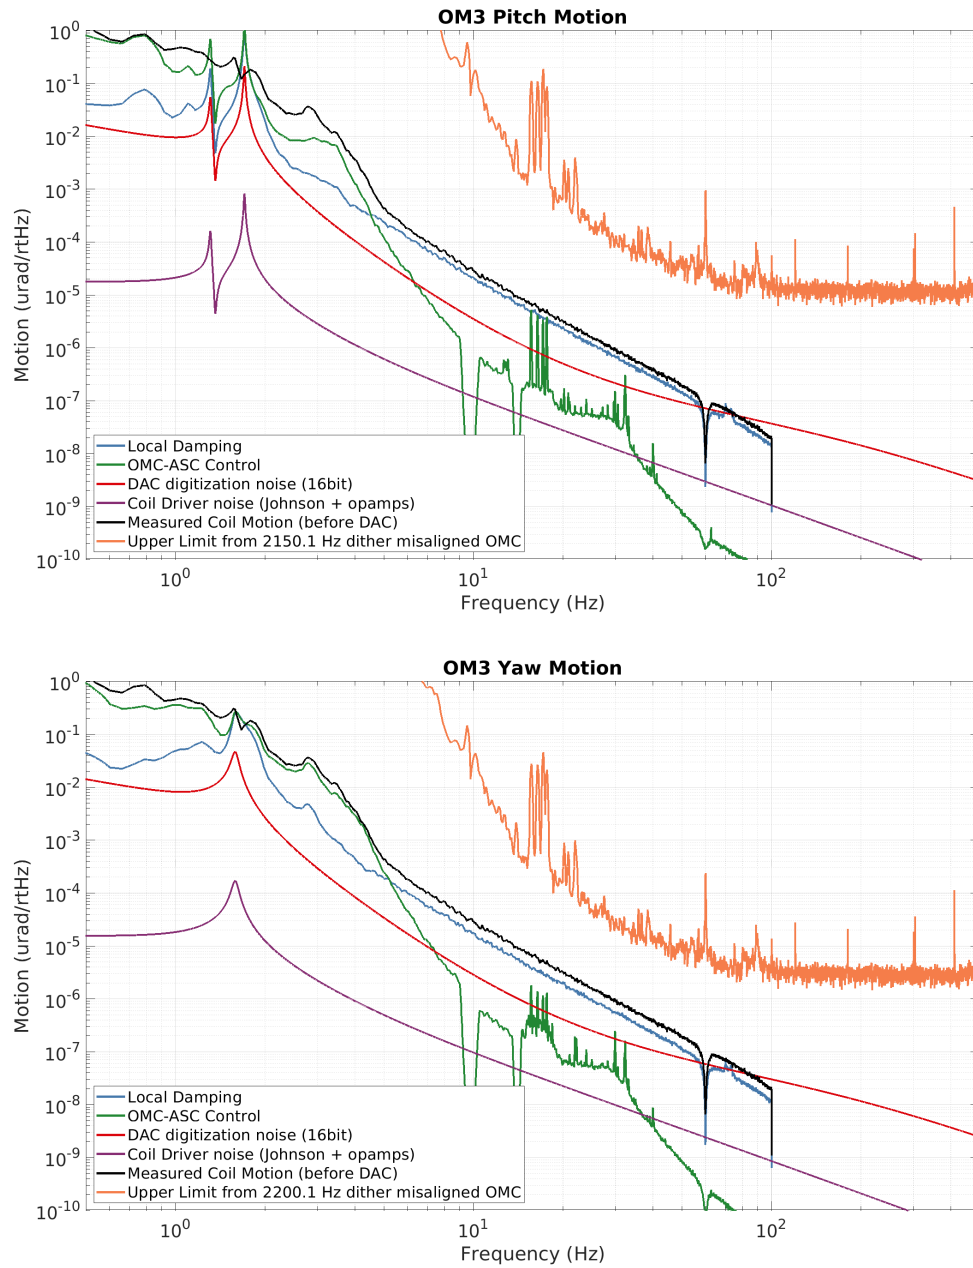 OM3 Pitch Motion
Motion (urad/rtHz)
10^0
10^-1
10^-2
10^-3
10^-4
10^-5
10^-6
10^-7
10^-8
10^-9
10^-10
Local Damping
OMC-ASC Control
DAC digitization noise (16bit)
Coil Driver noise (Johnson + opamps)
Measured Coil Motion (before DAC)
Upper Limit from 2150.1 Hz dither misaligned OMC
10^0 10^1 10^2
Frequency (Hz)
OM3 Yaw Motion
Motion (urad/rtHz)
10^0
10^-1
10^-2
10^-3
10^-4
10^-5
10^-6
10^-7
10^-8
10^-9
10^-10
Local Damping
OMC-ASC Control
DAC digitization noise (16bit)
Coil Driver noise (Johnson + opamps)
Measured Coil Motion (before DAC)
Upper Limit from 2200.1 Hz dither misaligned OMC
10^0 10^1 10^2
Frequency (Hz)